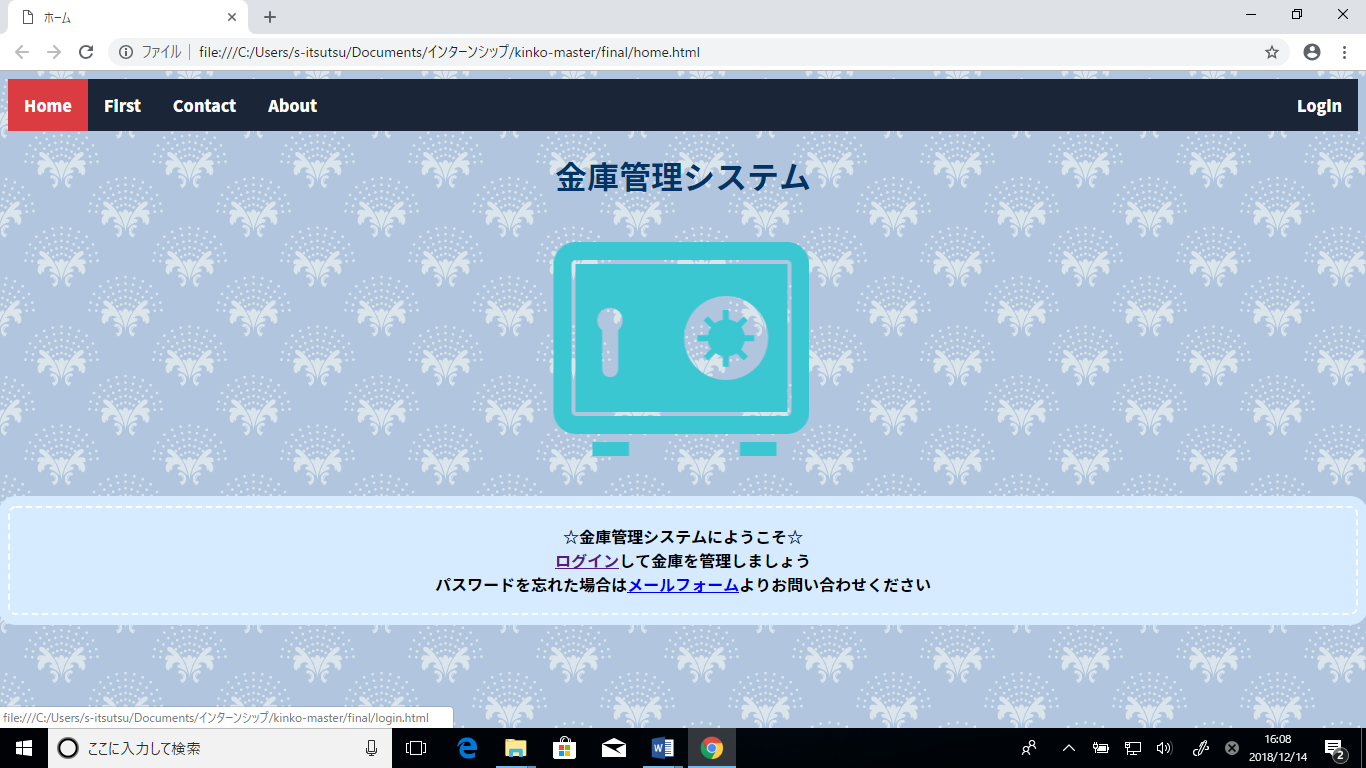 ホーム
ファイル file:///C:/Users/s-itsutsu/Documents/インターンシップ/kinko-master/final/home.html
Home First Contact About Login
金庫管理システム
☆金庫管理システムにようこそ☆
ログインして金庫を管理しましょう
パスワードを忘れた場合はメールフォームよりお問い合わせください
file:///C:/Users/s-itsutsu/Documents/インターンシップ/kinko-master/final/login.html
ここに入力して検索
16:08
2018/12/14
2